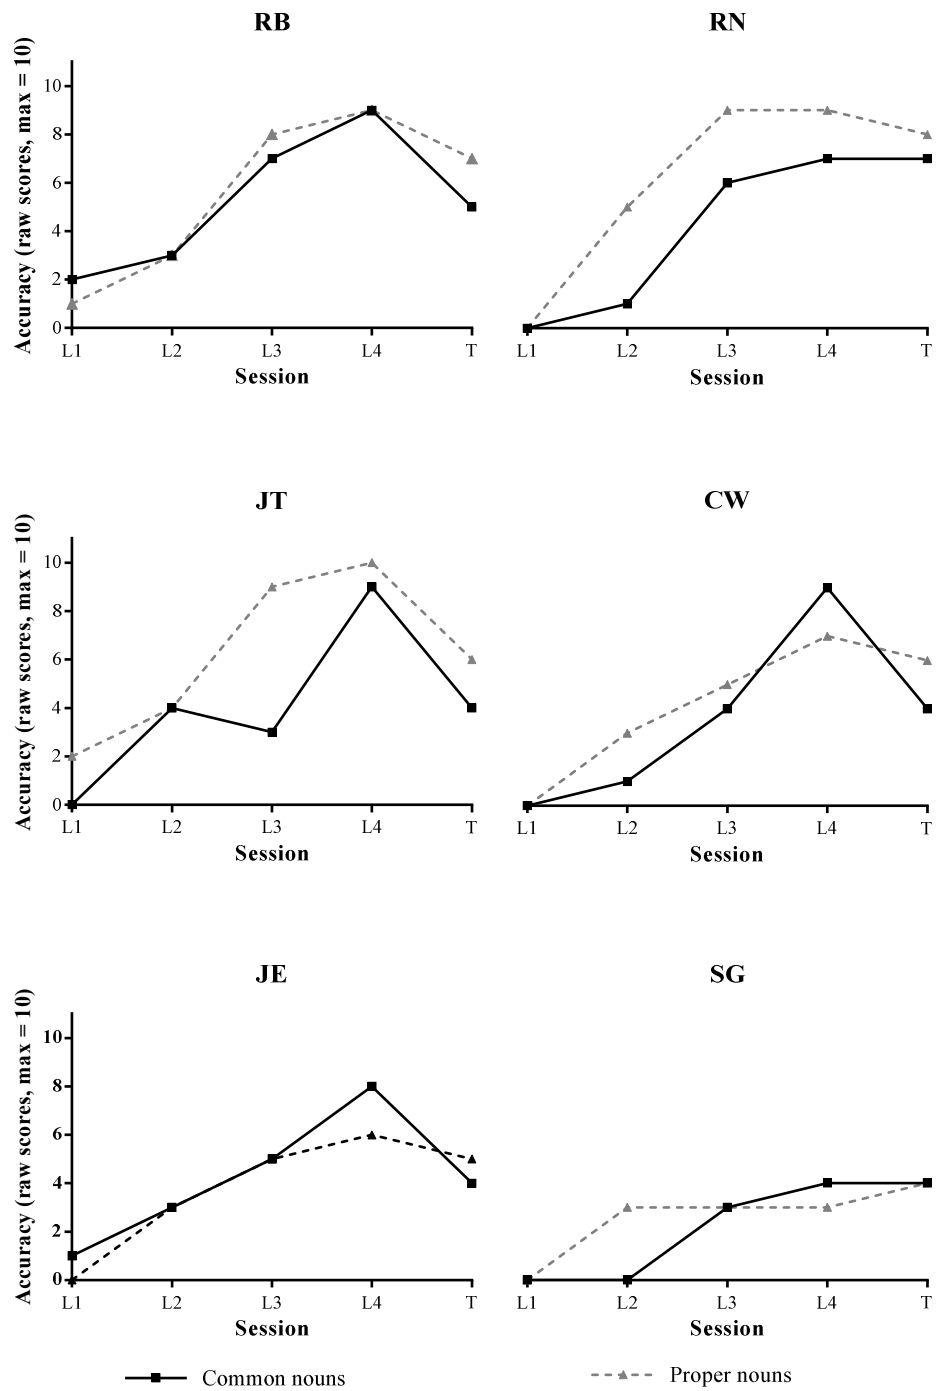 RB
RN
Accuracy (raw scores, max = 10)
10
8
6
4
2
0
L1 L2 L3 L4 T
Session
10
8
6
4
2
0
L1 L2 L3 L4 T
Session
JT
CW
Accuracy (raw scores, max = 10)
10
8
6
4
2
0
L1 L2 L3 L4 T
Session
10
8
6
4
2
0
L1 L2 L3 L4 T
Session
JE
SG
Accuracy (raw scores, max = 10)
10
8
6
4
2
0
L1 L2 L3 L4 T
Session
10
8
6
4
2
0
L1 L2 L3 L4 T
Session
Common nouns
Proper nouns